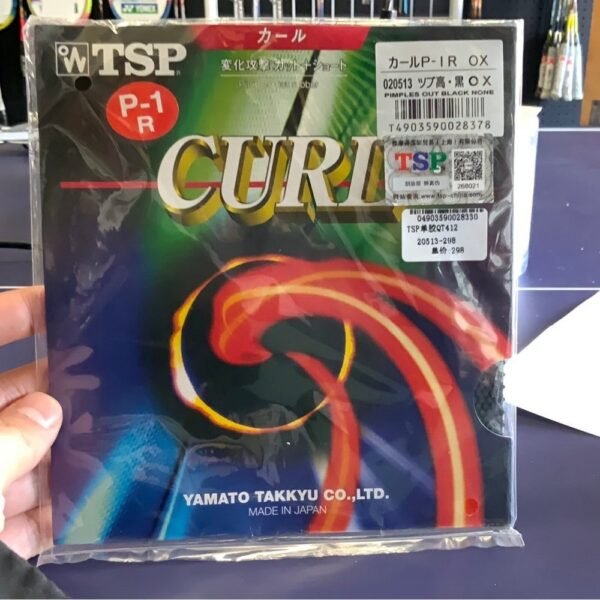 YONEX
カール
TSP
変化攻撃カット+ショート
P-1
R
CURL
カールP-1R OX
020513 ツブ高・黒OX
PIMPLES OUT BLACK NONE
T4903590028378
TSP
268021
04903590028330
TSP单胶QT412
20513-298
单价:298
YAMATO TAKKYU CO.,LTD.
MADE IN JAPAN